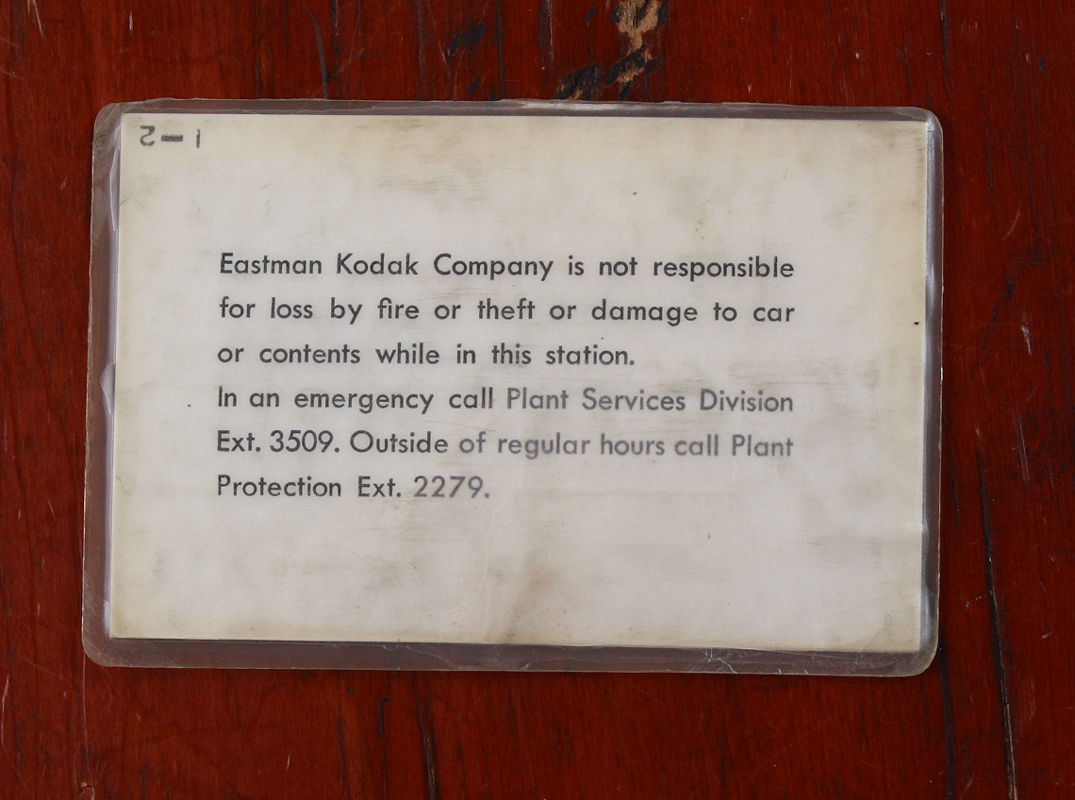 2-1
Eastman Kodak Company is not responsible
for loss by fire or theft or damage to car
or contents while in this station.
In an emergency call Plant Services Division
Ext. 3509. Outside of regular hours call Plant
Protection Ext. 2279.